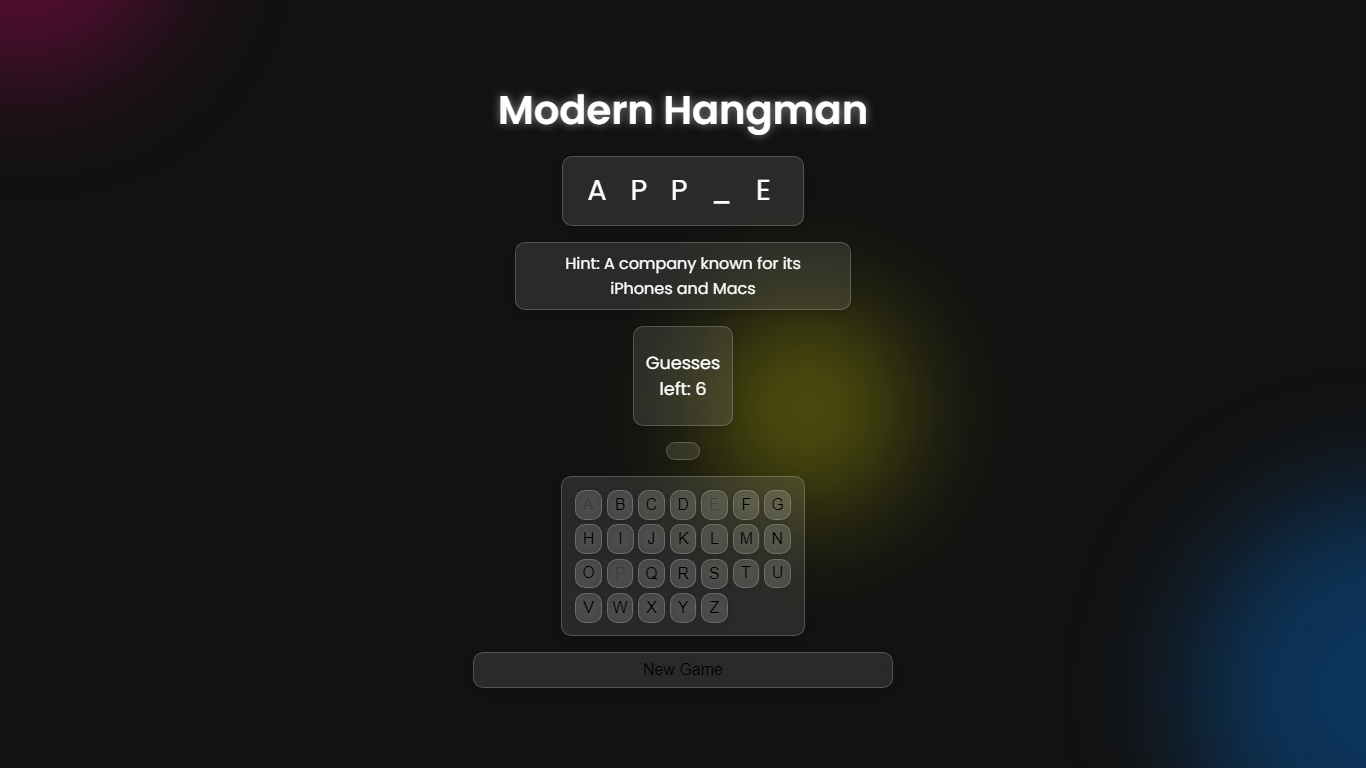 Modern Hangman
A P P _ E
Hint: A company known for its
iPhones and Macs
Guesses
left: 6
A B C D E F G
H I J K L M N
O P Q R S T U
V W X Y Z
New Game